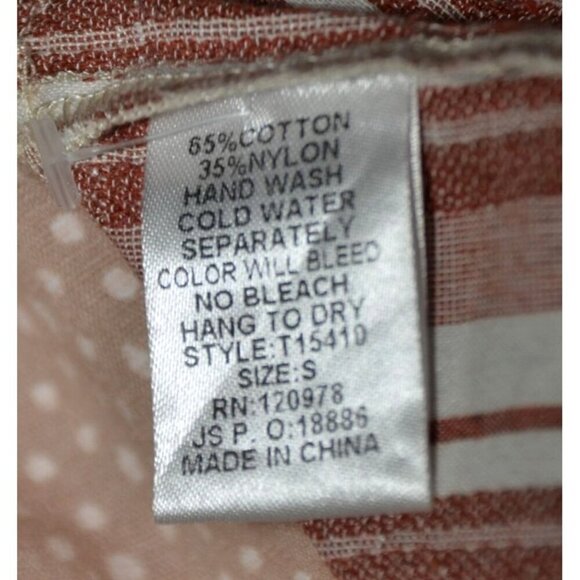 65%COTTON
35%NYLON
HAND WASH
COLD WATER
SEPARATELY
COLOR WILL BLEED
NO BLEACH
HANG TO DRY
STYLE:T15410
SIZE:S
RN:120978
JS P. O:18886
MADE IN CHINA